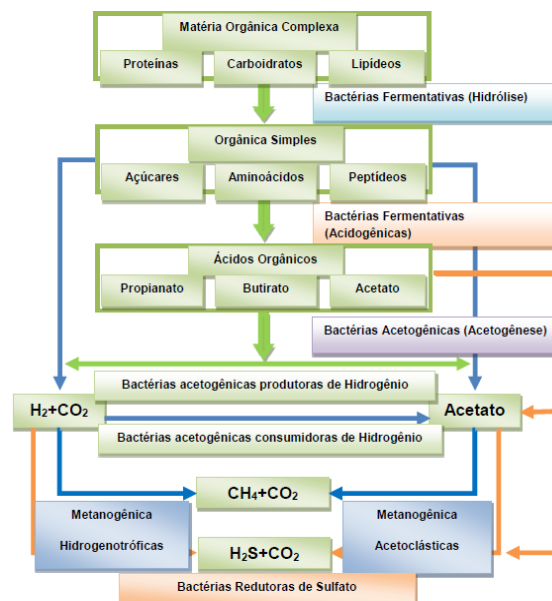 Matéria Orgânica Complexa
Proteínas
Carboidratos
Lipídeos
Bactérias Fermentativas (Hidrólise)
Orgânica Simples
Açúcares
Aminoácidos
Peptídeos
Bactérias Fermentativas
(Acidogênicas)
Ácidos Orgânicos
Propianato
Butirato
Acetato
Bactérias Acetogênicas (Acetogênese)
Bactérias acetogênicas produtoras de Hidrogênio
H₂+CO₂
Acetato
Bactérias acetogênicas consumidoras de Hidrogênio
CH₄+CO₂
Metanogênica
Hidrogenotróficas
Metanogênica
Acetoclásticas
H₂S+CO₂
Bactérias Redutoras de Sulfato